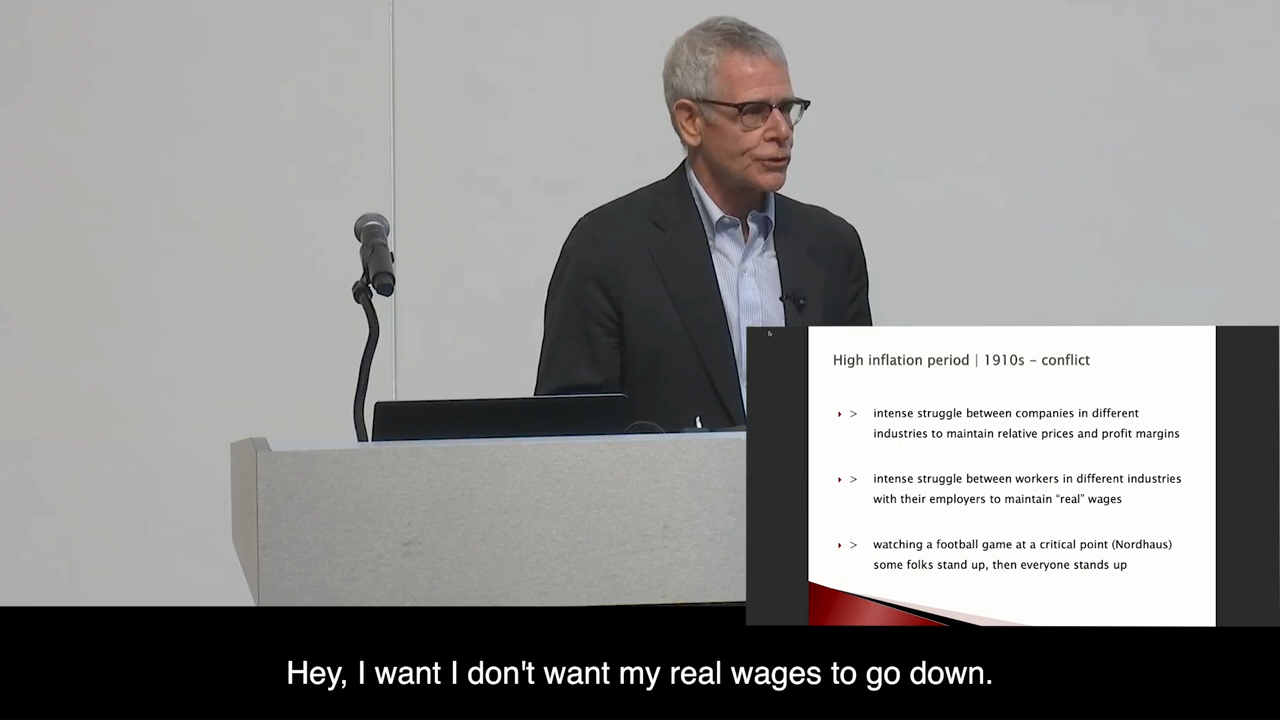 High inflation period | 1910s – conflict
> intense struggle between companies in different
industries to maintain relative prices and profit margins
> intense struggle between workers in different industries
with their employers to maintain “real” wages
> watching a football game at a critical point (Nordhaus)
some folks stand up, then everyone stands up
Hey, I want I don't want my real wages to go down.